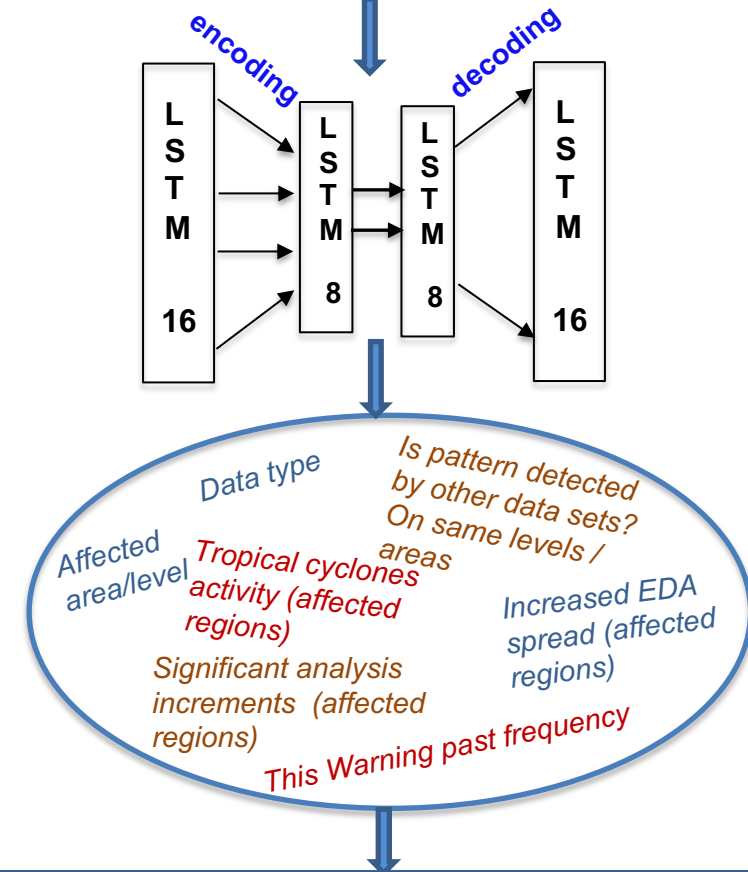 encoding
decoding
L
S
T
M
16
L
S
T
M
8
L
S
T
M
8
L
S
T
M
16
Data type
Is pattern detected
by other data sets?
On same levels /
areas
Affected
area/level
Tropical cyclones
activity (affected
regions)
Increased EDA
spread (affected
regions)
Significant analysis
increments (affected
regions)
This Warning past frequency